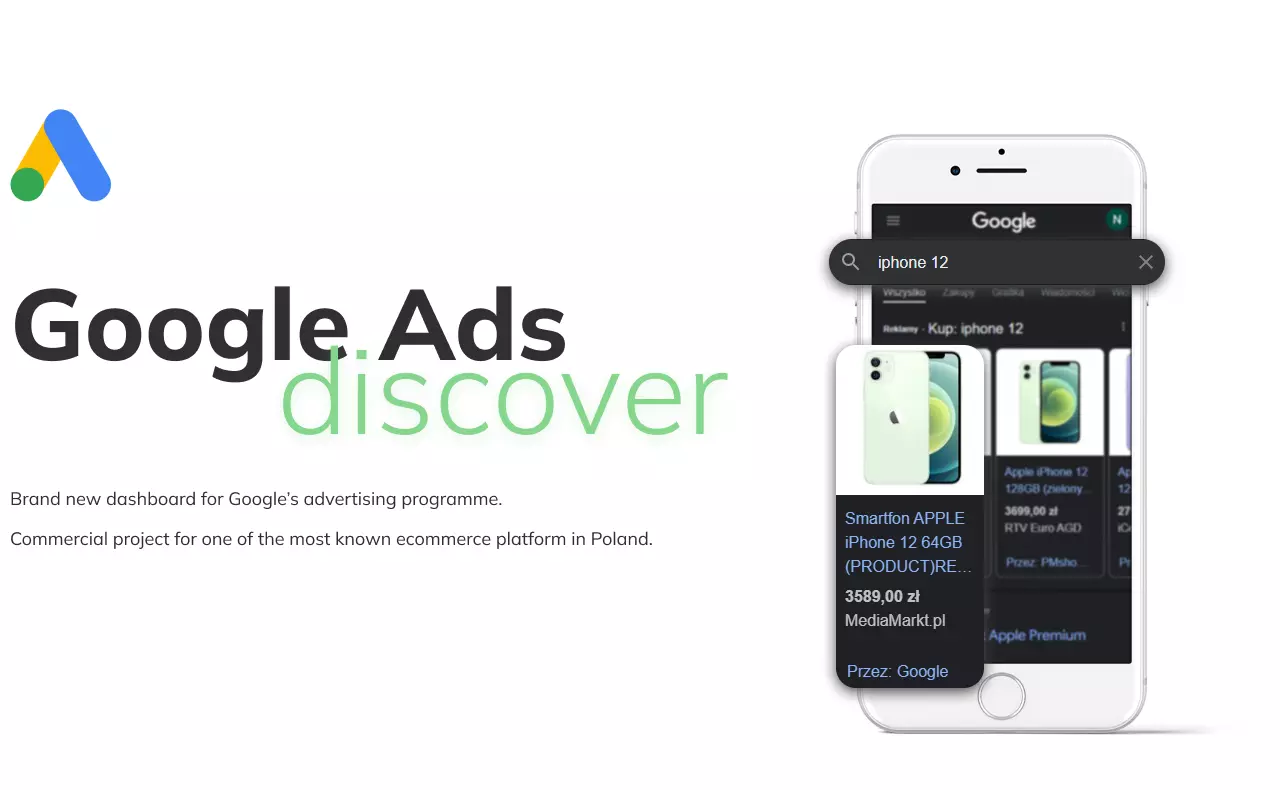 Google Ads
discover
Brand new dashboard for Google’s advertising programme.
Commercial project for one of the most known ecommerce platform in Poland.
Google
N
iphone 12
Wszystko Zakupy Grafika Wiadomości
Reklamy · Kup: iphone 12
Smartfon APPLE
iPhone 12 64GB
(PRODUCT)RE…
3589,00 zł
MediaMarkt.pl
Przez: Google
Apple iPhone 12
128GB (zielony…
3699,00 zł
RTV Euro AGD
Przez: PMsho…
Ap
12
27
iC
Pr
Apple Premium